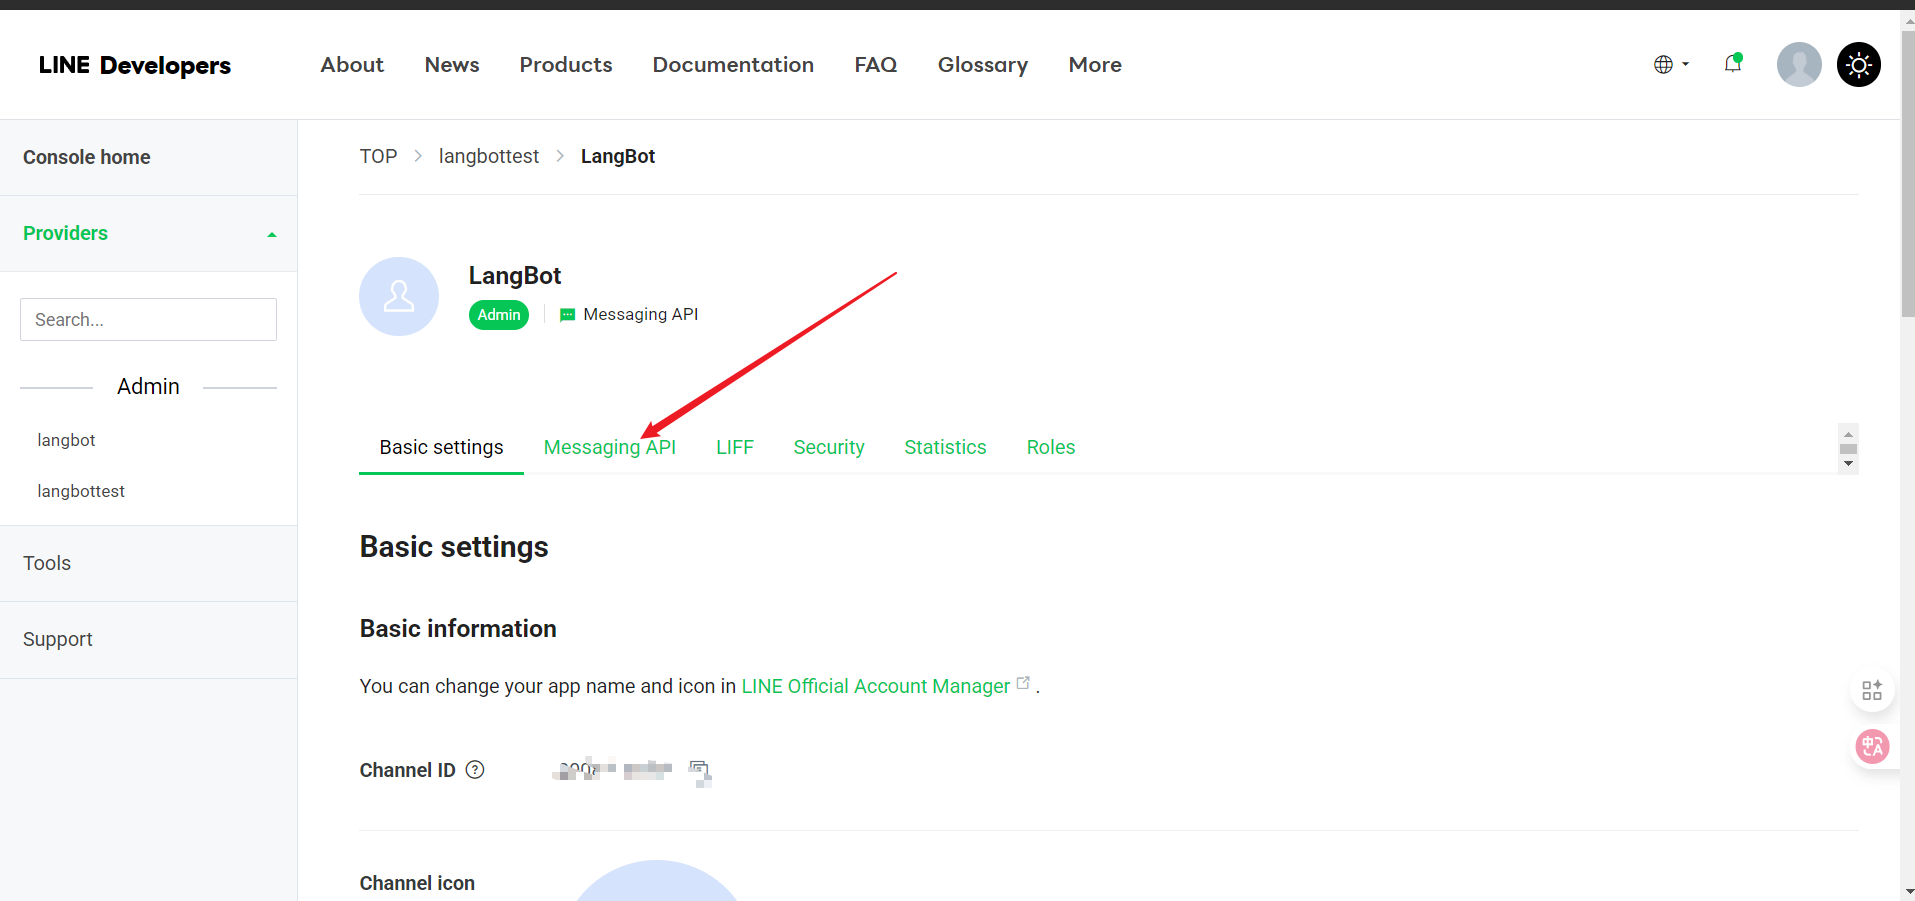 LINE Developers
About News Products Documentation FAQ Glossary More
Console home
Providers
Search...
Admin
langbot
langbottest
Tools
Support
TOP > langbottest > LangBot
LangBot
Admin Messaging API
Basic settings Messaging API LIFF Security Statistics Roles
Basic settings
Basic information
You can change your app name and icon in LINE Official Account Manager .
Channel ID ?
Channel icon
中A